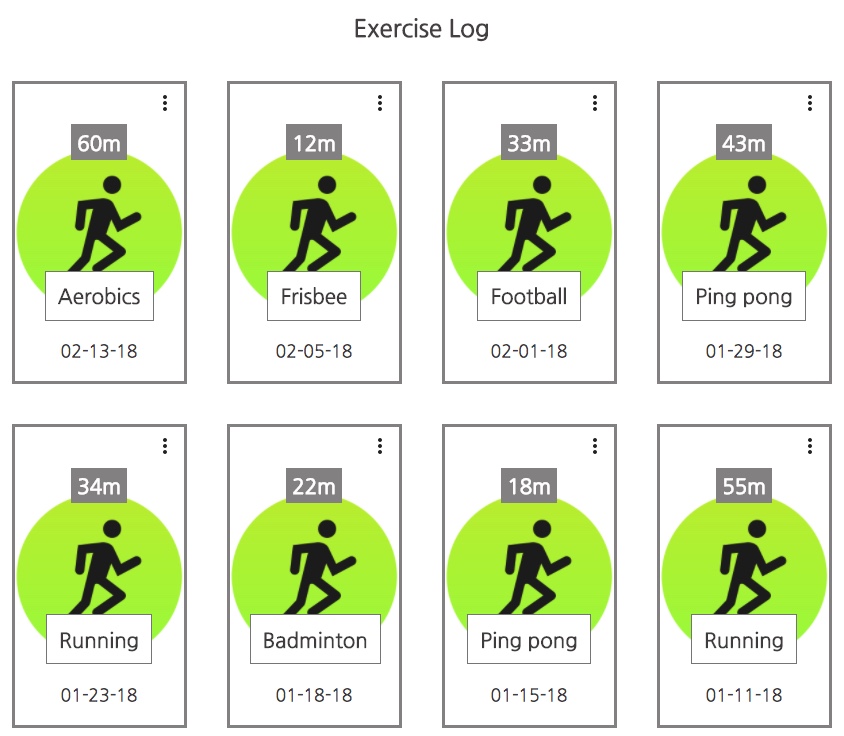 Exercise Log
60m
Aerobics
02-13-18
12m
Frisbee
02-05-18
33m
Football
02-01-18
43m
Ping pong
01-29-18
34m
Running
01-23-18
22m
Badminton
01-18-18
18m
Ping pong
01-15-18
55m
Running
01-11-18